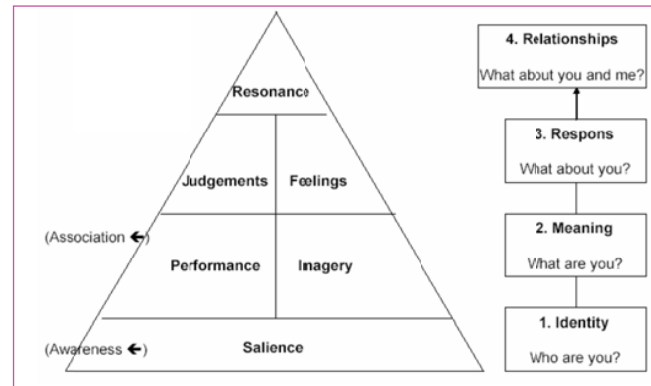 Resonance
Judgements
Feelings
(Association ←)
Performance
Imagery
(Awareness ←)
Salience
4. Relationships
What about you and me?
3. Respons
What about you?
2. Meaning
What are you?
1. Identity
Who are you?